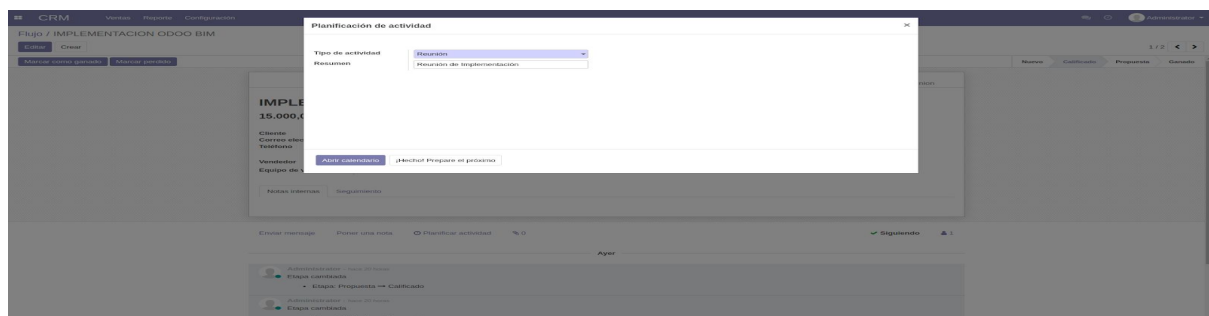 CRM Ventas Reporte Configuración Administrator
Flujo / IMPLEMENTACION ODOO BIM
Editar Crear 1 / 2
Marcar como ganado Marcar perdido Nuevo Calificado Propuesta Ganado
Planificación de actividad ×
Tipo de actividad Reunión
Resumen Reunión de Implementación
Abrir calendario ¡Hecho! Prepare el próximo
IMPLE
15.000,0
Cliente
Correo elec
Teléfono
Vendedor
Equipo de v
Notas internas Seguimiento
Enviar mensaje Poner una nota Planificar actividad 0 Siguiendo 1
Ayer
Administrator
Etapa cambiada
• Etapa: Propuesta → Calificado
Administrator
Etapa cambiada